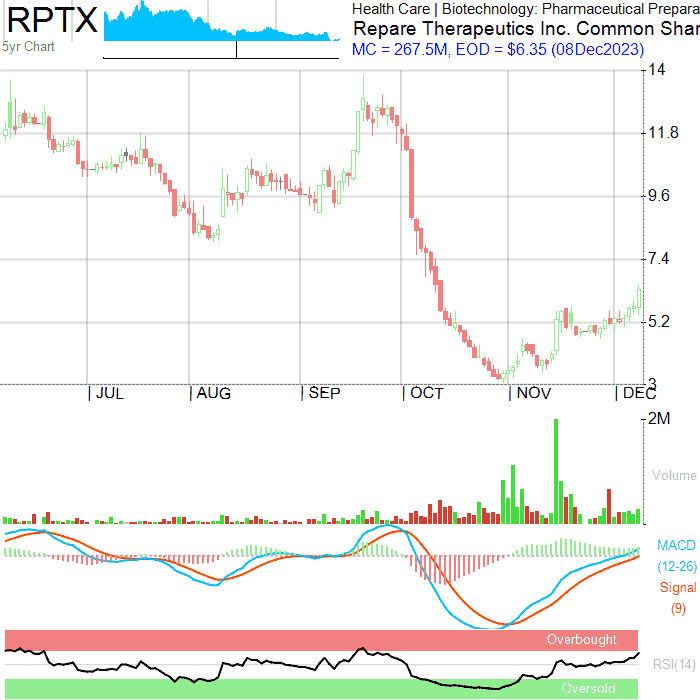 RPTX
5yr Chart
Health Care | Biotechnology: Pharmaceutical Prepara
Repare Therapeutics Inc. Common Shar
MC = 267.5M, EOD = $6.35 (08Dec2023)
14
11.8
9.6
7.4
5.2
3
JUL
AUG
SEP
OCT
NOV
DEC
2M
Volume
MACD
(12-26)
Signal
(9)
Overbought
RSI(14)
Oversold